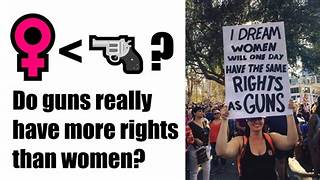 < ?
Do guns really
have more rights
than women?
I DREAM
WOMEN
WILL ONE DAY
HAVE THE SAME
RIGHTS
AS GUNS